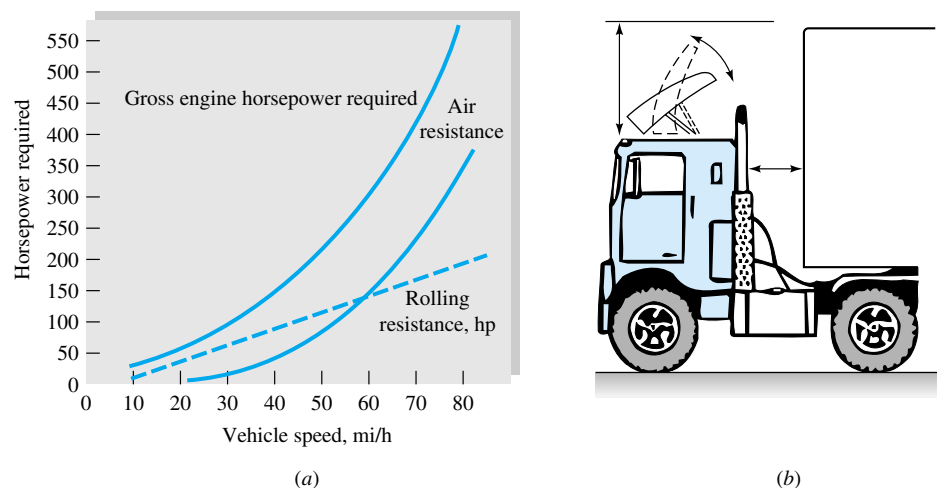 Horsepower required
550
500
450
400
350
300
250
200
150
100
50
0
Gross engine horsepower required
Air
resistance
Rolling
resistance, hp
0 10 20 30 40 50 60 70 80
Vehicle speed, mi/h
(a)
(b)